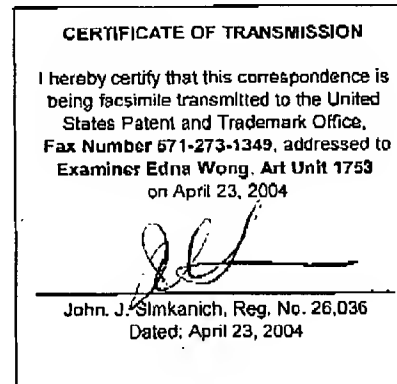 CERTIFICATE OF TRANSMISSION
I hereby certify that this correspondence is
being facsimile transmitted to the United
States Patent and Trademark Office,
Fax Number 571-273-1349, addressed to
Examiner Edna Wong, Art Unit 1753
on April 23, 2004
John. J. Simkanich, Reg. No. 26,036
Dated: April 23, 2004